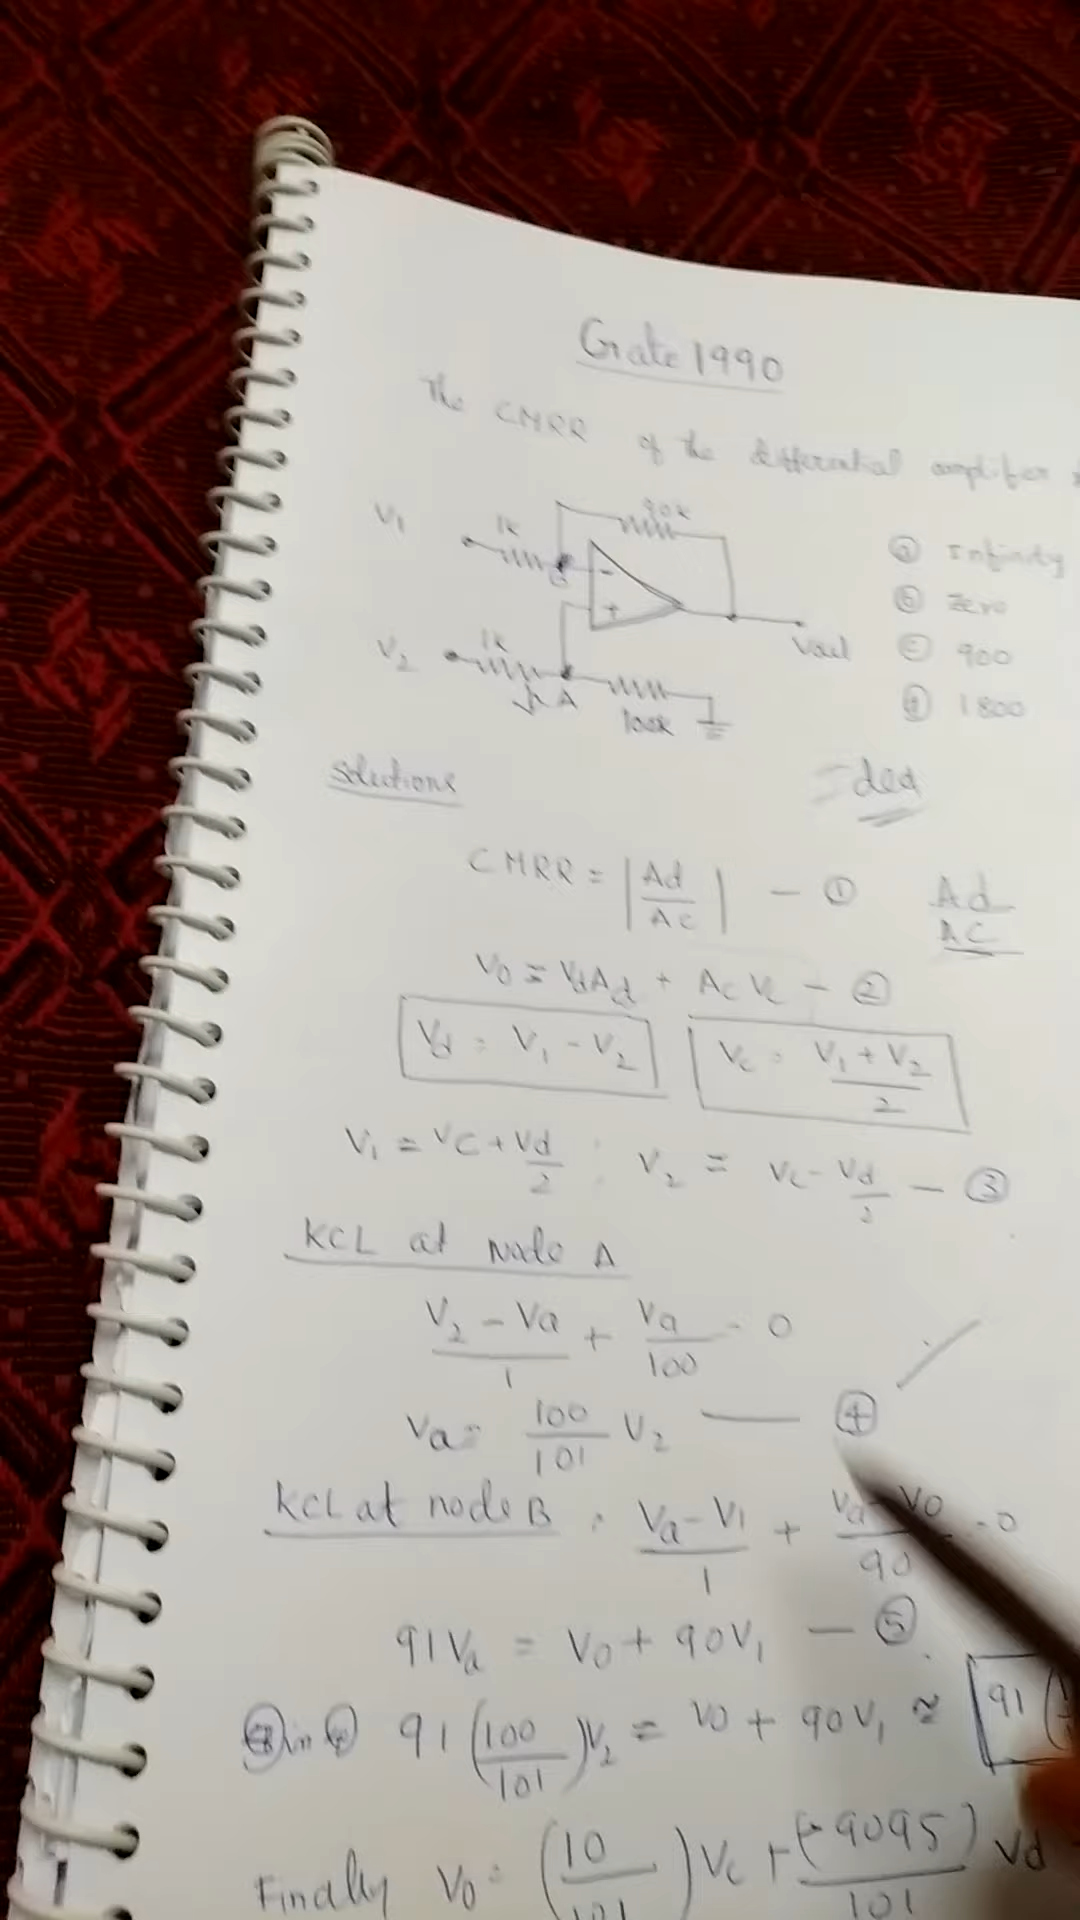 Gate 1990
The CMRR of the differential amplifier
V1 1k 90k
B - +
V2 1k A 100k Vout
ⓐ Infinity
ⓑ Zero
ⓒ 900
ⓓ 1800
Solutions
CMRR = |Ad/Ac| — ① Ad/AC
V0 = VdAd + Ac Vc — ②
Vd = V1 - V2 Vc = (V1 + V2)/2
V1 = VC + Vd/2 ; V2 = Vc - Vd/2 — ③
KCL at Node A
(V2 - Va)/1 + Va/100 = 0
Va = 100/101 V2 — ④
KCL at node B : (Va - V1)/1 + (Va - V0)/90 = 0
91Va = V0 + 90V1 — ⑤
in 91(100/101)V2 = V0 + 90V1 ≈ 91(
Finally V0 = (10/101)Vc + (-9095)/101 Vd